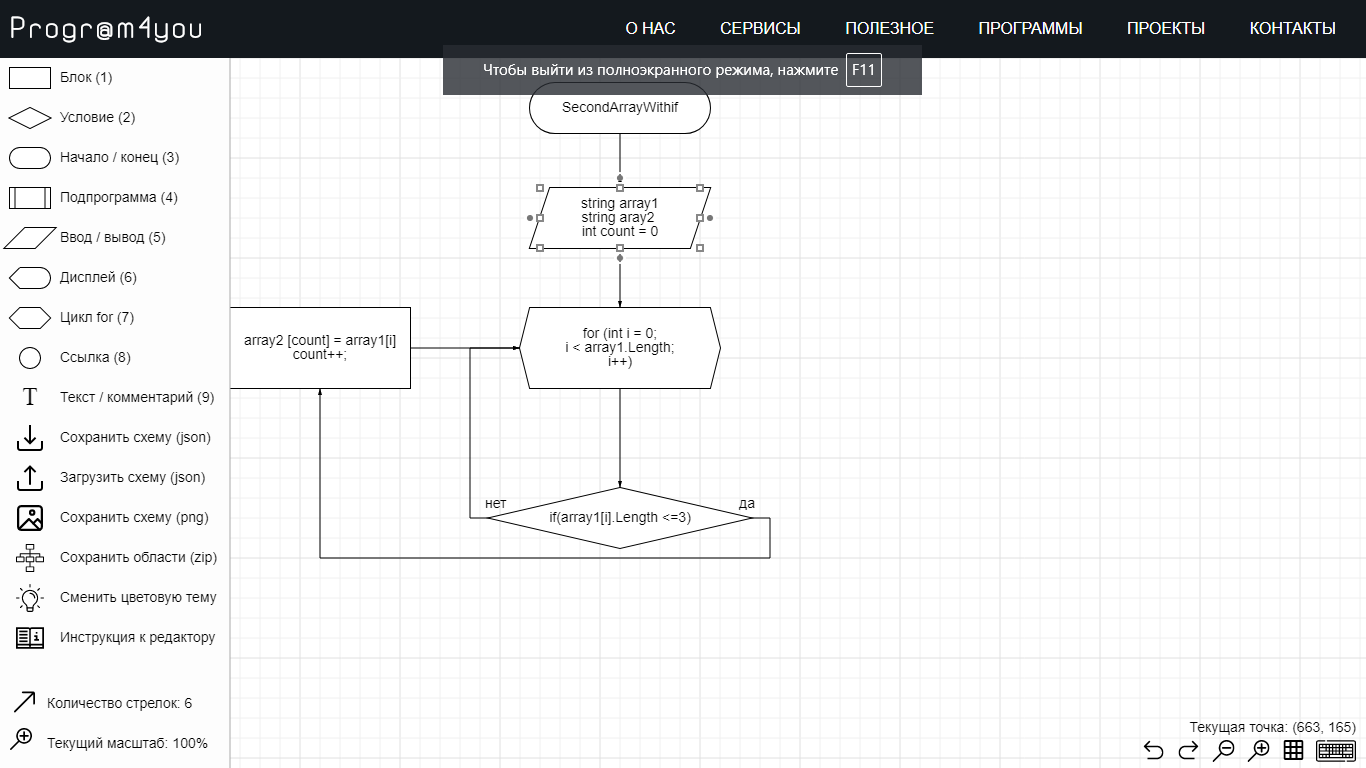 Progr@m4you
О НАС
СЕРВИСЫ
ПОЛЕЗНОЕ
ПРОГРАММЫ
ПРОЕКТЫ
КОНТАКТЫ
Чтобы выйти из полноэкранного режима, нажмите F11
Блок (1)
Условие (2)
Начало / конец (3)
Подпрограмма (4)
Ввод / вывод (5)
Дисплей (6)
Цикл for (7)
Ссылка (8)
T Текст / комментарий (9)
Сохранить схему (json)
Загрузить схему (json)
Сохранить схему (png)
Сохранить области (zip)
Сменить цветовую тему
Инструкция к редактору
Количество стрелок: 6
Текущий масштаб: 100%
SecondArrayWithif
string array1
string aray2
int count = 0
array2 [count] = array1[i]
count++;
for (int i = 0;
i < array1.Length;
i++)
нет
да
if(array1[i].Length <=3)
Текущая точка: (663, 165)